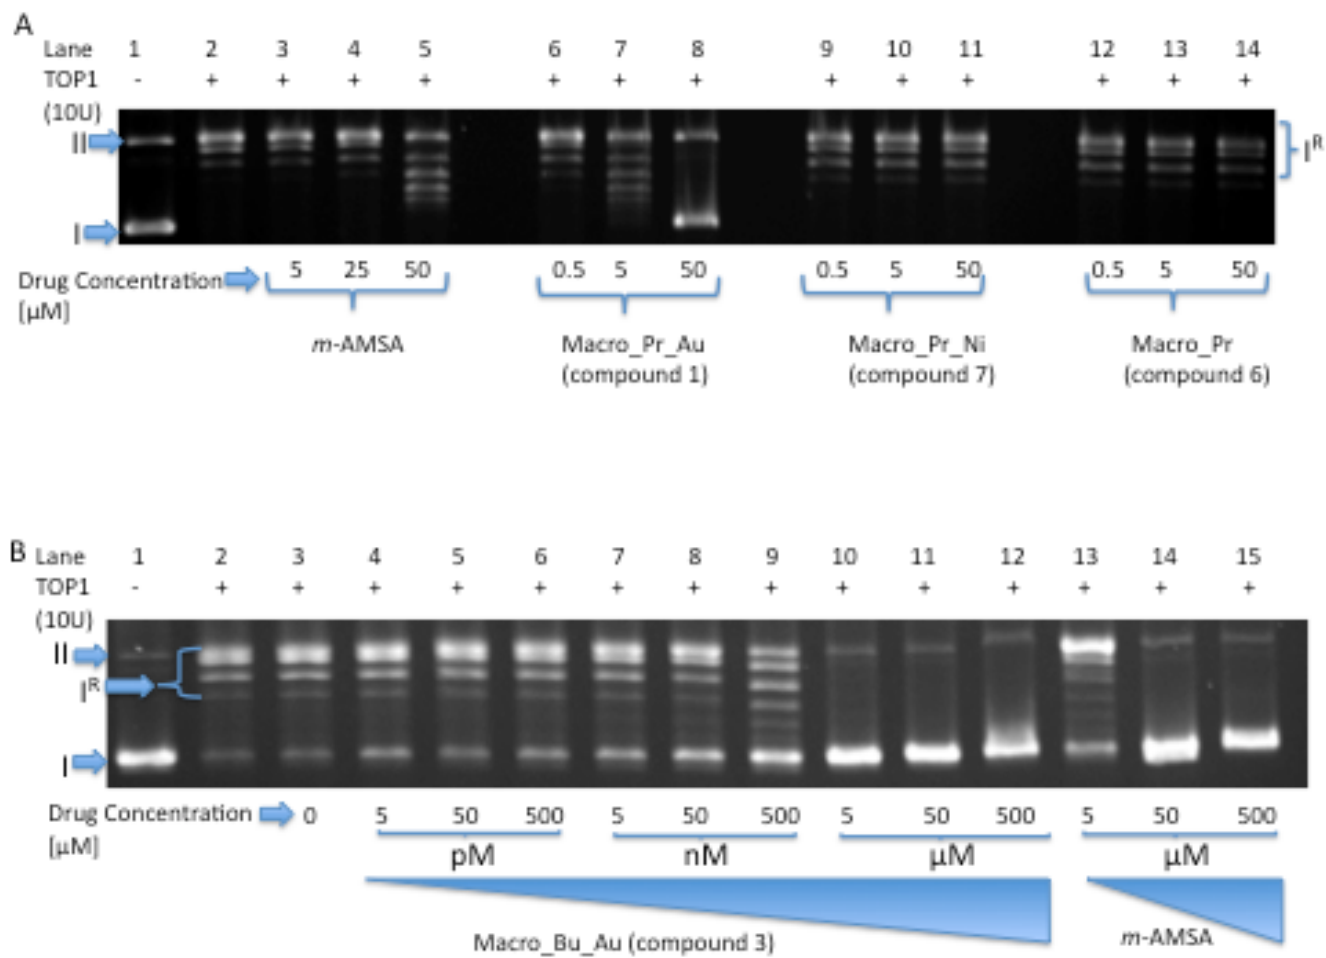 A
Lane 1 2 3 4 5 6 7 8 9 10 11 12 13 14
TOP1 - + + + + + + + + + + + + +
(10U)
II
I
I^R
Drug Concentration 5 25 50 0.5 5 50 0.5 5 50 0.5 5 50
[µM]
m-AMSA Macro_Pr_Au Macro_Pr_Ni Macro_Pr
(compound 1) (compound 7) (compound 6)
B Lane 1 2 3 4 5 6 7 8 9 10 11 12 13 14 15
TOP1 - + + + + + + + + + + + + + +
(10U)
II
I^R
I
Drug Concentration 0 5 50 500 5 50 500 5 50 500 5 50 500
[µM] pM nM µM µM
Macro_Bu_Au (compound 3) m-AMSA